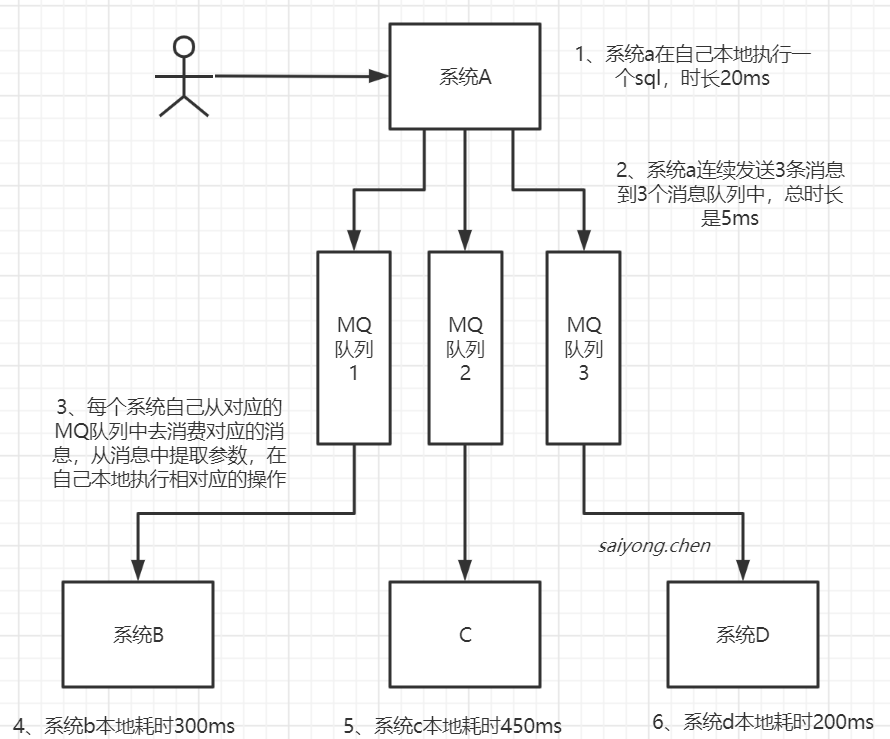 系统A
1、系统a在自己本地执行一
个sql，时长20ms
2、系统a连续发送3条消息
到3个消息队列中，总时长
是5ms
MQ
队列
1
MQ
队列
2
MQ
队列
3
3、每个系统自己从对应的
MQ队列中去消费对应的消
息，从消息中提取参数，在
自己本地执行相对应的操作
saiyong.chen
系统B
C
系统D
4、系统b本地耗时300ms
5、系统c本地耗时450ms
6、系统d本地耗时200ms